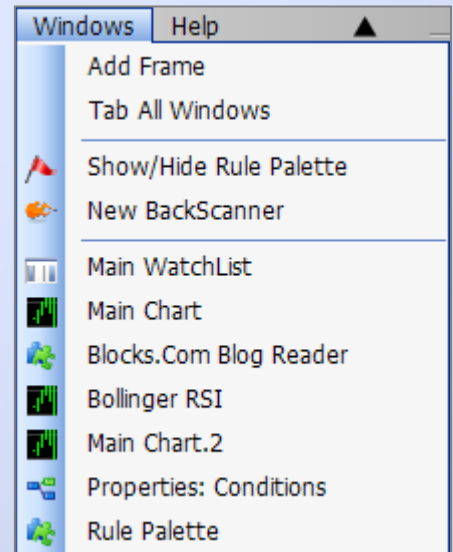 Windows Help
Add Frame
Tab All Windows
Show/Hide Rule Palette
New BackScanner
Main WatchList
Main Chart
Blocks.Com Blog Reader
Bollinger RSI
Main Chart.2
Properties: Conditions
Rule Palette